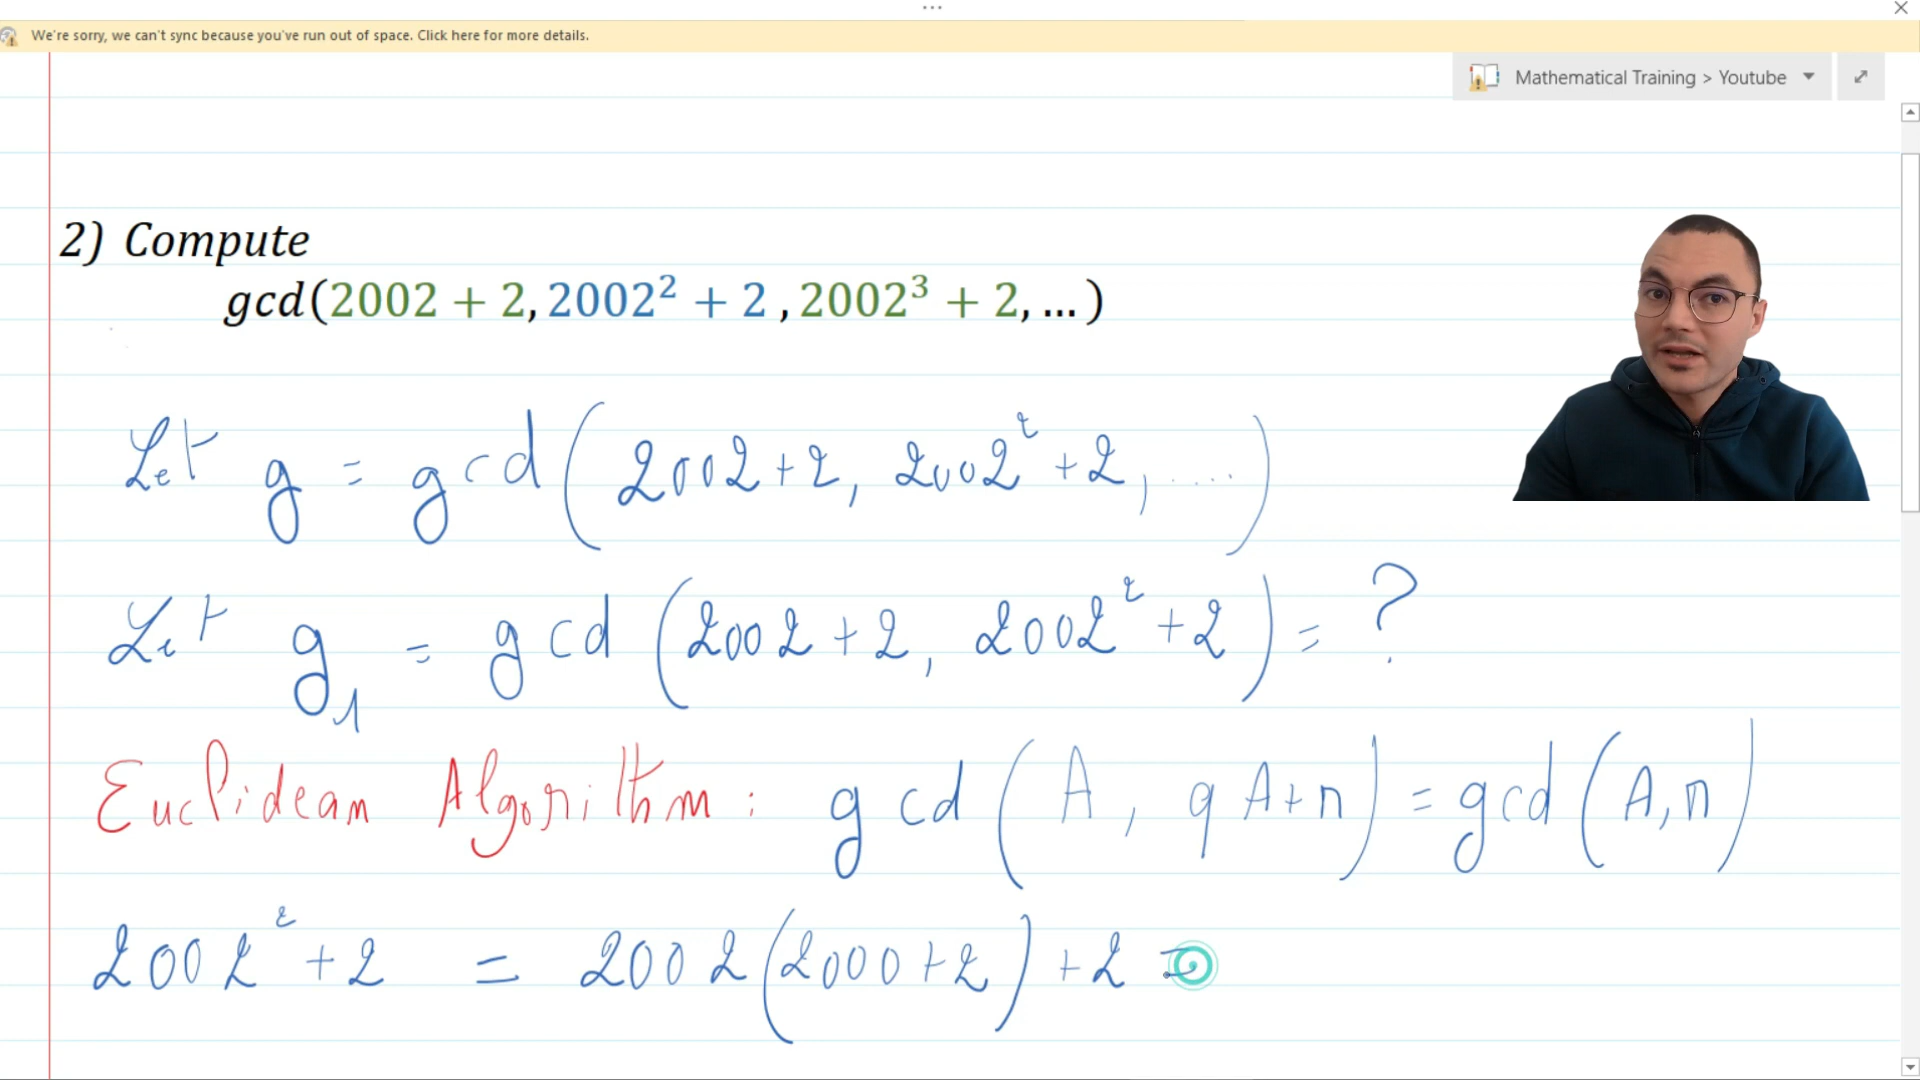 We're sorry, we can't sync because you've run out of space. Click here for more details.
Mathematical Training > Youtube
2) Compute
gcd(2002 + 2, 2002² + 2 , 2002³ + 2, ... )
Let g = gcd (2002+2, 2002² +2, ....)
Let g₁ = gcd (2002+2, 2002² +2) = ?
Euclidean Algorithm : gcd (A, qA+r) = gcd (A, r)
2002² +2 = 2002(2000+2) +2 =